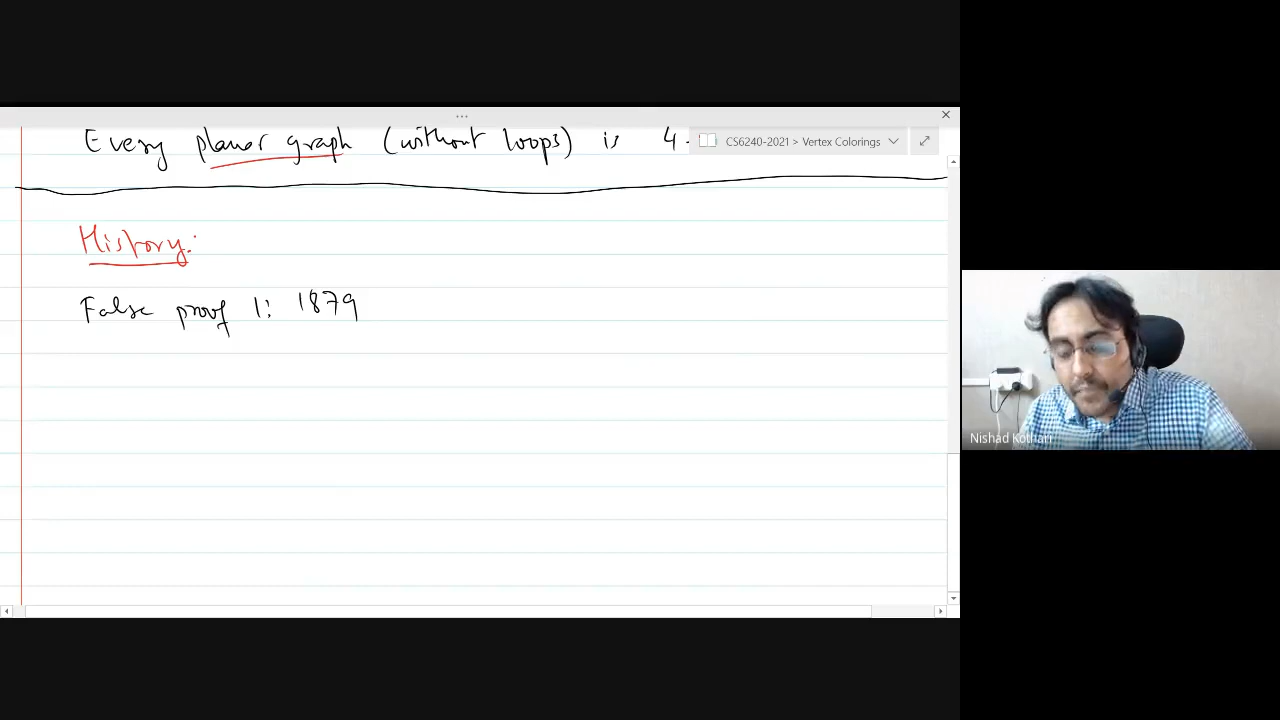 Every planar graph (without loops) is 4-
CS6240-2021 > Vertex Colorings
History:
False proof 1: 1879
Nishad Kothari